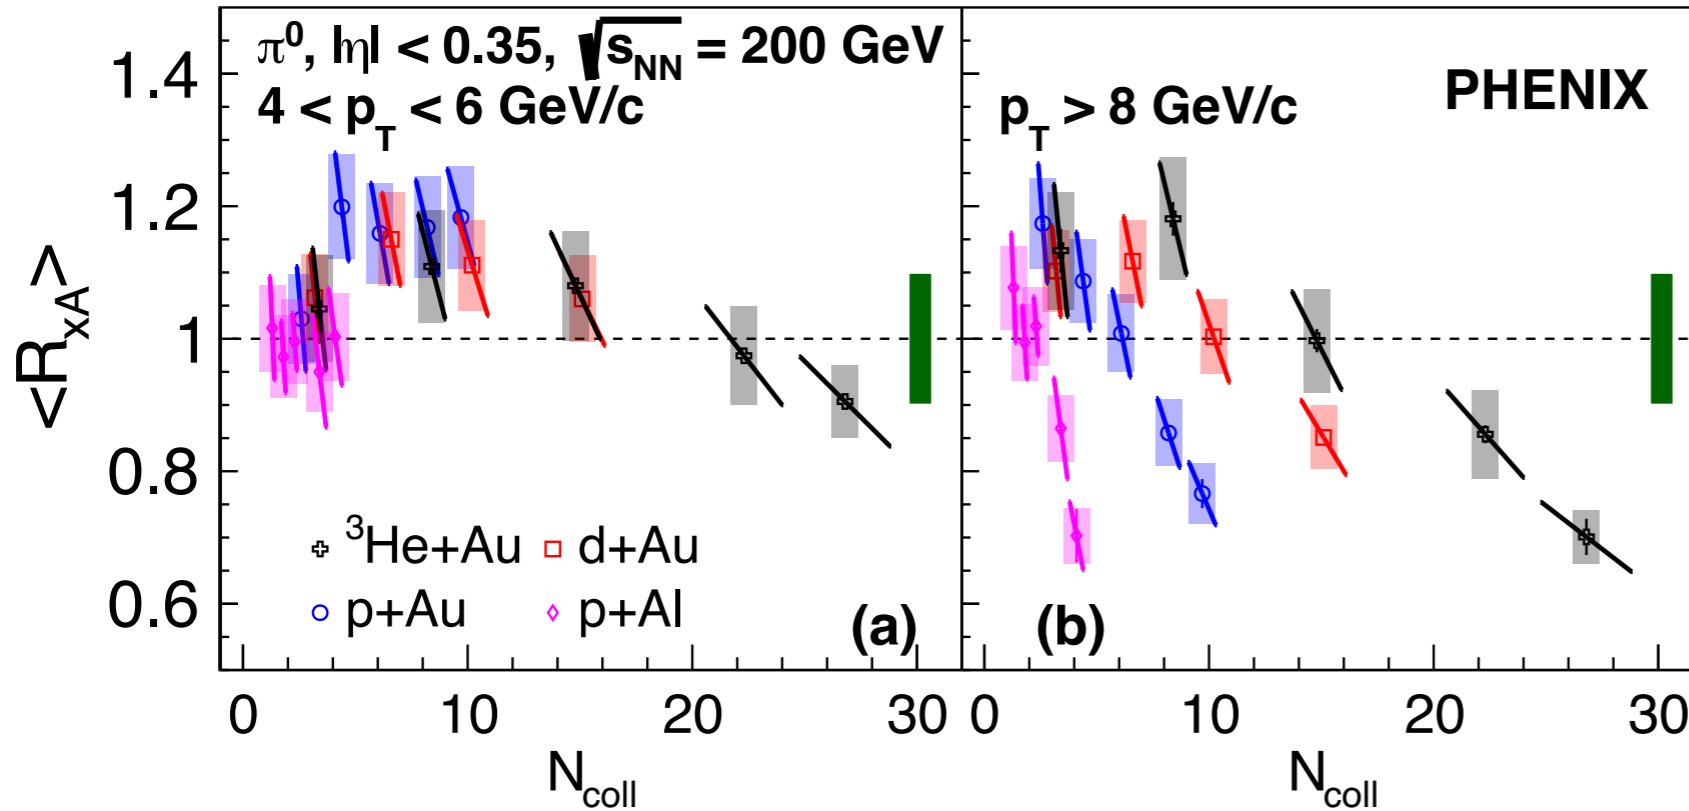 π⁰, |η| < 0.35, √s_NN = 200 GeV
4 < p_T < 6 GeV/c
p_T > 8 GeV/c
PHENIX
1.4
1.2
1
0.8
0.6
<R_xA>
³He+Au
d+Au
p+Au
p+Al
(a)
(b)
0 10 20 30
0 10 20 30
N_coll
N_coll